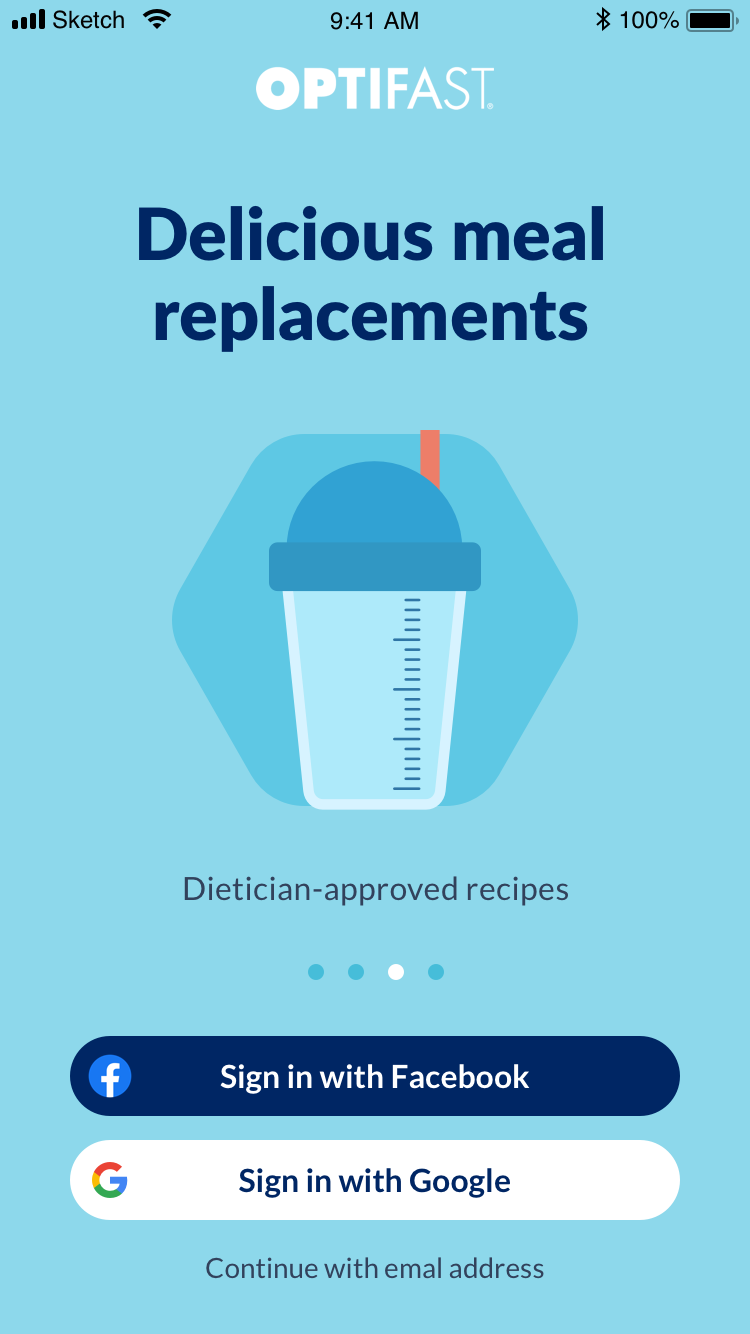 Sketch 9:41 AM 100%
OPTIFAST®
Delicious meal
replacements
Dietician-approved recipes
Sign in with Facebook
Sign in with Google
Continue with emal address